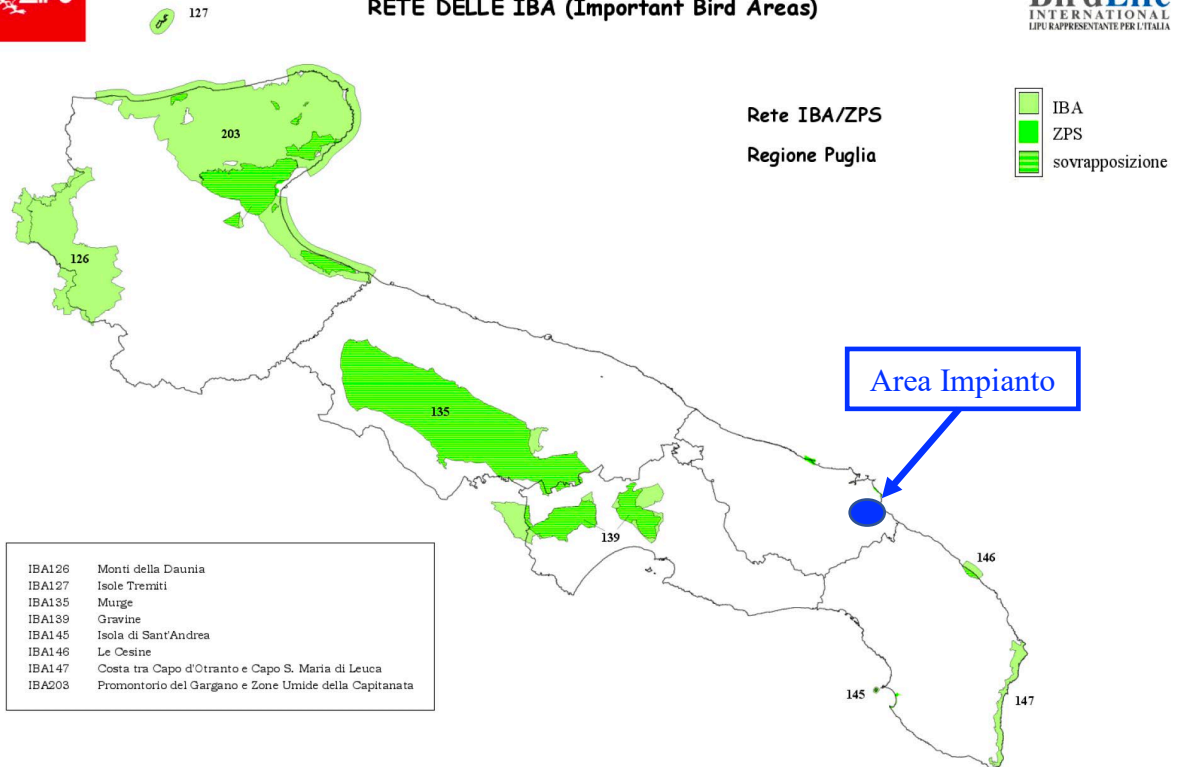 RETE DELLE IBA (Important Bird Areas)
BirdLife
INTERNATIONAL
LIPU RAPPRESENTANTE PER L'ITALIA
127
Rete IBA/ZPS
Regione Puglia
IBA
ZPS
sovrapposizione
203
126
Area Impianto
135
139
146
IBA126 Monti della Daunia
IBA127 Isole Tremiti
IBA135 Murge
IBA139 Gravine
IBA145 Isola di Sant'Andrea
IBA146 Le Cesine
IBA147 Costa tra Capo d'Otranto e Capo S. Maria di Leuca
IBA203 Promontorio del Gargano e Zone Umide della Capitanata
145
147